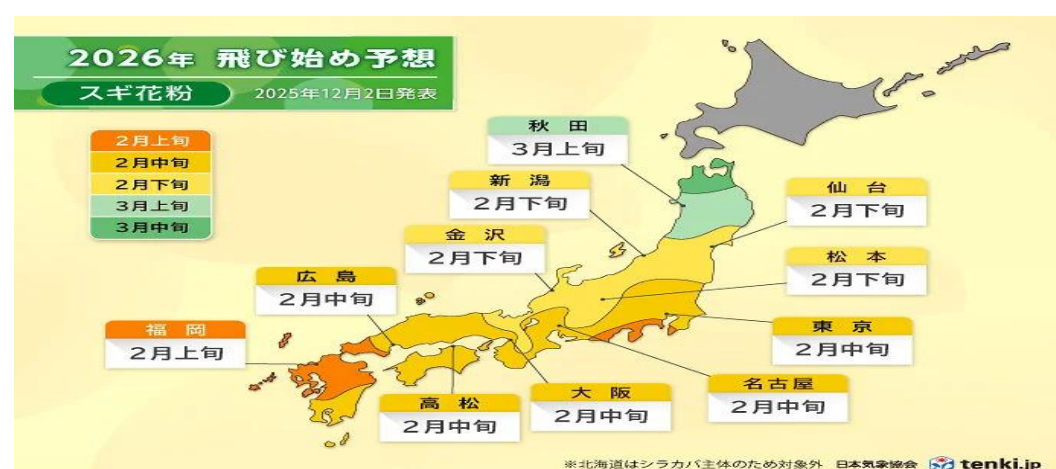 2026年 飛び始め予想
スギ花粉 2025年12月2日発表
2月上旬
2月中旬
2月下旬
3月上旬
3月中旬
秋田
3月上旬
新潟
2月下旬
仙台
2月下旬
金沢
2月下旬
松本
2月下旬
広島
2月中旬
福岡
2月上旬
東京
2月中旬
名古屋
2月中旬
大阪
2月中旬
高松
2月中旬
※北海道はシラカバ主体のため対象外 日本気象協会 tenki.jp